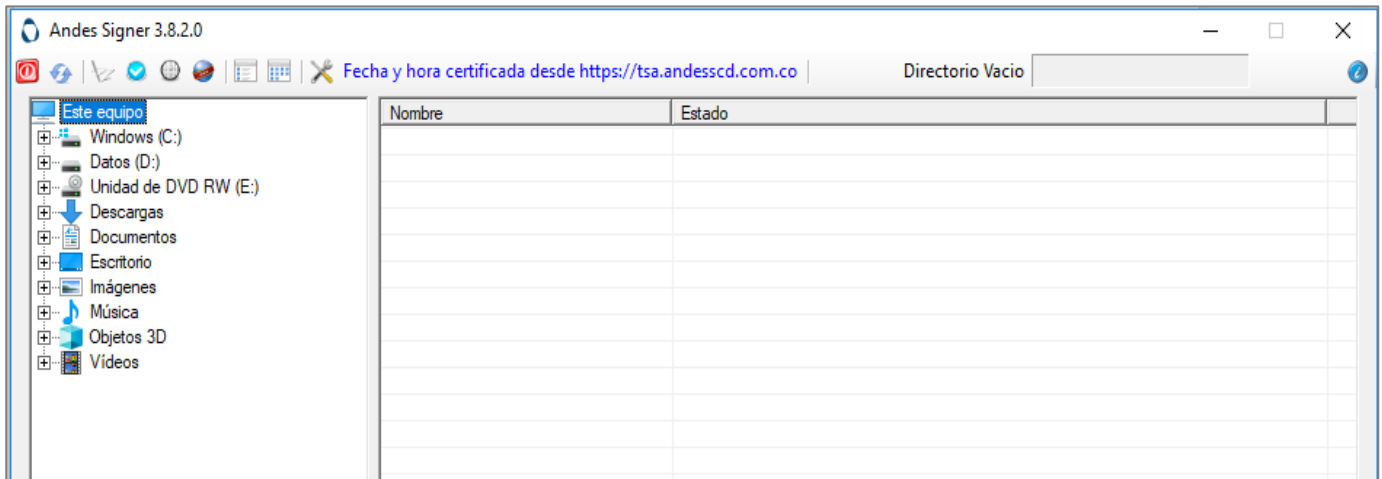 Andes Signer 3.8.2.0
Fecha y hora certificada desde https://tsa.andesscd.com.co
Directorio Vacio
Este equipo
Windows (C:)
Datos (D:)
Unidad de DVD RW (E:)
Descargas
Documentos
Escritorio
Imágenes
Música
Objetos 3D
Vídeos
Nombre
Estado